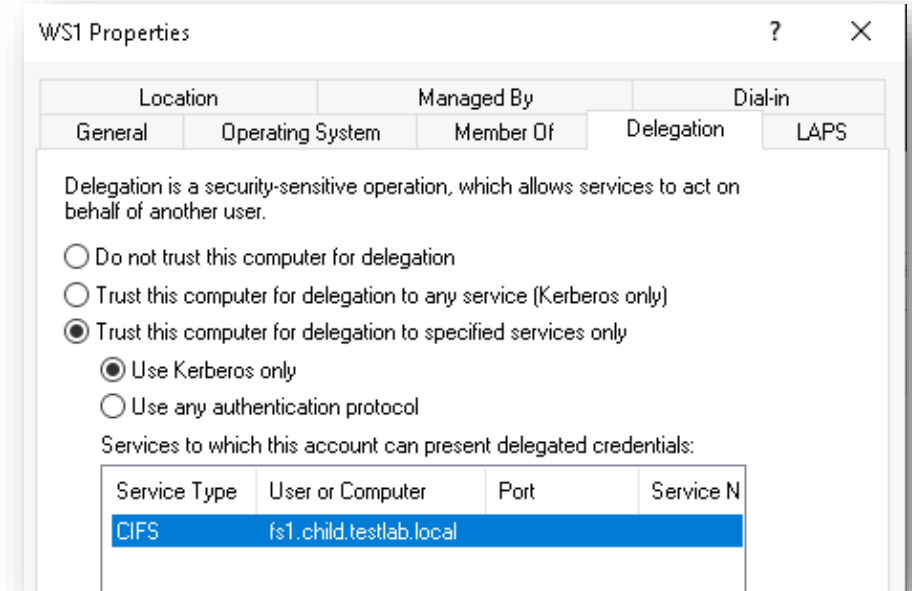 WS1 Properties
?
Location Managed By Dial-in
General Operating System Member Of Delegation LAPS
Delegation is a security-sensitive operation, which allows services to act on
behalf of another user.
Do not trust this computer for delegation
Trust this computer for delegation to any service (Kerberos only)
Trust this computer for delegation to specified services only
Use Kerberos only
Use any authentication protocol
Services to which this account can present delegated credentials:
Service Type User or Computer Port Service N
CIFS fs1.child.testlab.local